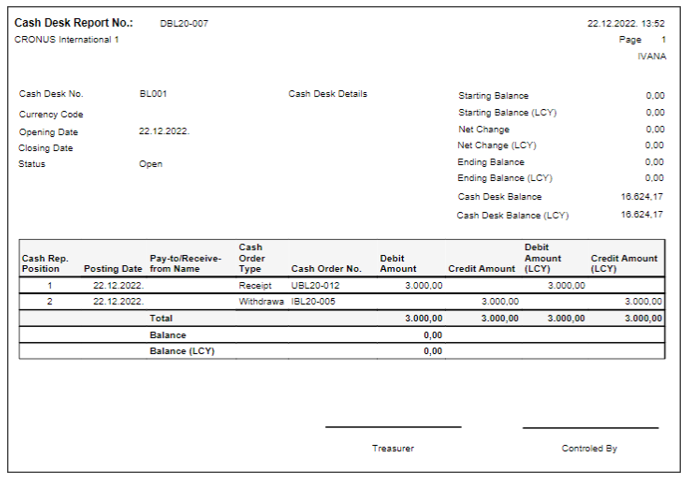 Cash Desk Report No.: DBL20-007 22.12.2022. 13:52
CRONUS International 1 Page 1
IVANA
Cash Desk No. BL001 Cash Desk Details Starting Balance 0,00
Currency Code Starting Balance (LCY) 0,00
Opening Date 22.12.2022. Net Change 0,00
Closing Date Net Change (LCY) 0,00
Status Open Ending Balance 0,00
Ending Balance (LCY) 0,00
Cash Desk Balance 16.624,17
Cash Desk Balance (LCY) 16.624,17
Cash Rep. Position Posting Date Pay-to/Receive-from Name Cash Order Type Cash Order No. Debit Amount Credit Amount Debit Amount (LCY) Credit Amount (LCY)
1 22.12.2022. Receipt UBL20-012 3.000,00 3.000,00
2 22.12.2022. Withdrawa IBL20-005 3.000,00 3.000,00
Total 3.000,00 3.000,00 3.000,00 3.000,00
Balance 0,00
Balance (LCY) 0,00
Treasurer Controled By